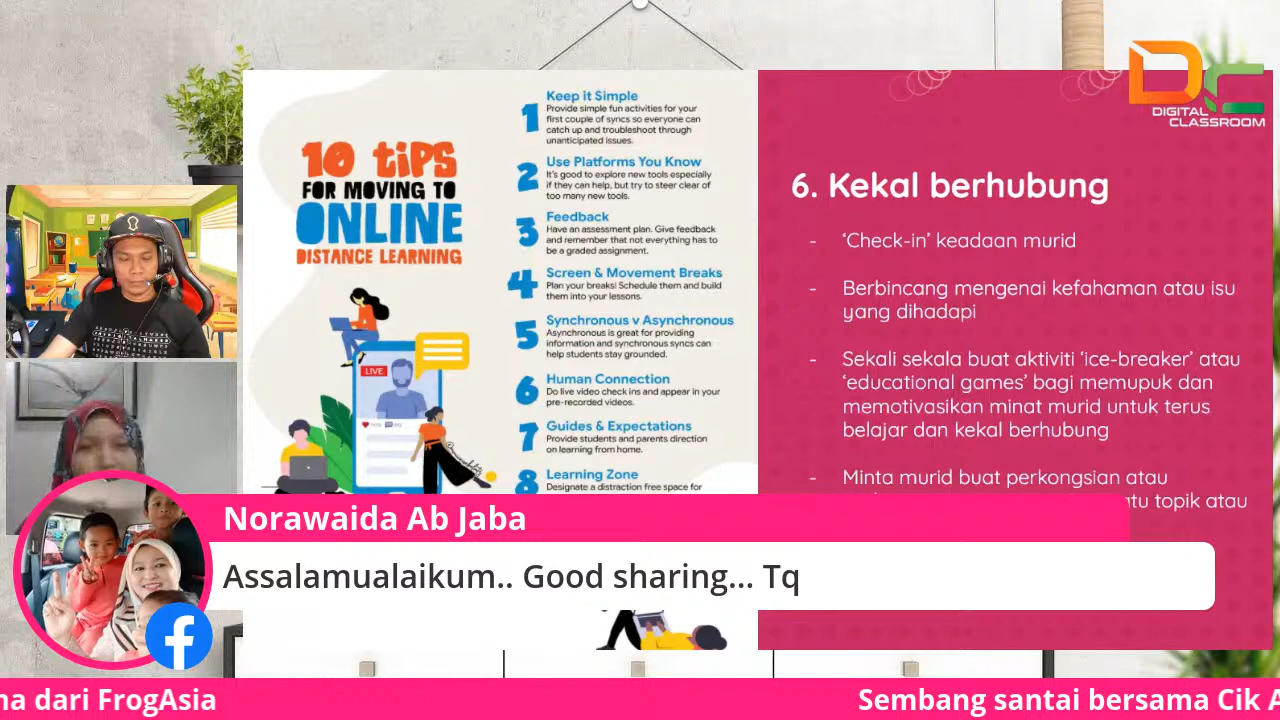 DIGITAL
CLASSROOM
10 TIPS
FOR MOVING TO
ONLINE
DISTANCE LEARNING
LIVE
1 Keep it Simple
Provide simple fun activities for your
first couple of syncs so everyone can
catch up and troubleshoot through
unanticipated issues.
2 Use Platforms You Know
It's good to explore new tools especially
if they can help, but try to steer clear of
too many new tools.
3 Feedback
Have an assessment plan. Give feedback
and remember that not everything has to
be a graded assignment.
4 Screen & Movement Breaks
Plan your breaks! Schedule them and build
them into your lessons.
5 Synchronous v Asynchronous
Asynchronous is great for providing
information and synchronous syncs can
help students stay grounded.
6 Human Connection
Do live video check ins and appear in your
pre-recorded videos.
7 Guides & Expectations
Provide students and parents direction
on learning from home.
8 Learning Zone
Designate a distraction free space for
6. Kekal berhubung
- ‘Check-in’ keadaan murid
- Berbincang mengenai kefahaman atau isu
yang dihadapi
- Sekali sekala buat aktiviti ‘ice-breaker’ atau
‘educational games’ bagi memupuk dan
memotivasikan minat murid untuk terus
belajar dan kekal berhubung
- Minta murid buat perkongsian atau
topik atau
Norawaida Ab Jaba
Assalamualaikum.. Good sharing... Tq
dari FrogAsia
Sembang santai bersama Cik A